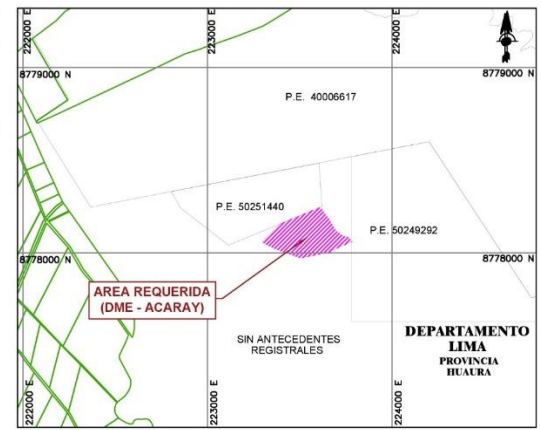 222000 E
223000 E
224000 E
8779000 N
8779000 N
P.E. 40006617
P.E. 50251440
P.E. 50249292
8778000 N
8778000 N
AREA REQUERIDA
(DME - ACARAY)
SIN ANTECEDENTES
REGISTRALES
DEPARTAMENTO
LIMA
PROVINCIA
HUAURA
222000 E
223000 E
224000 E